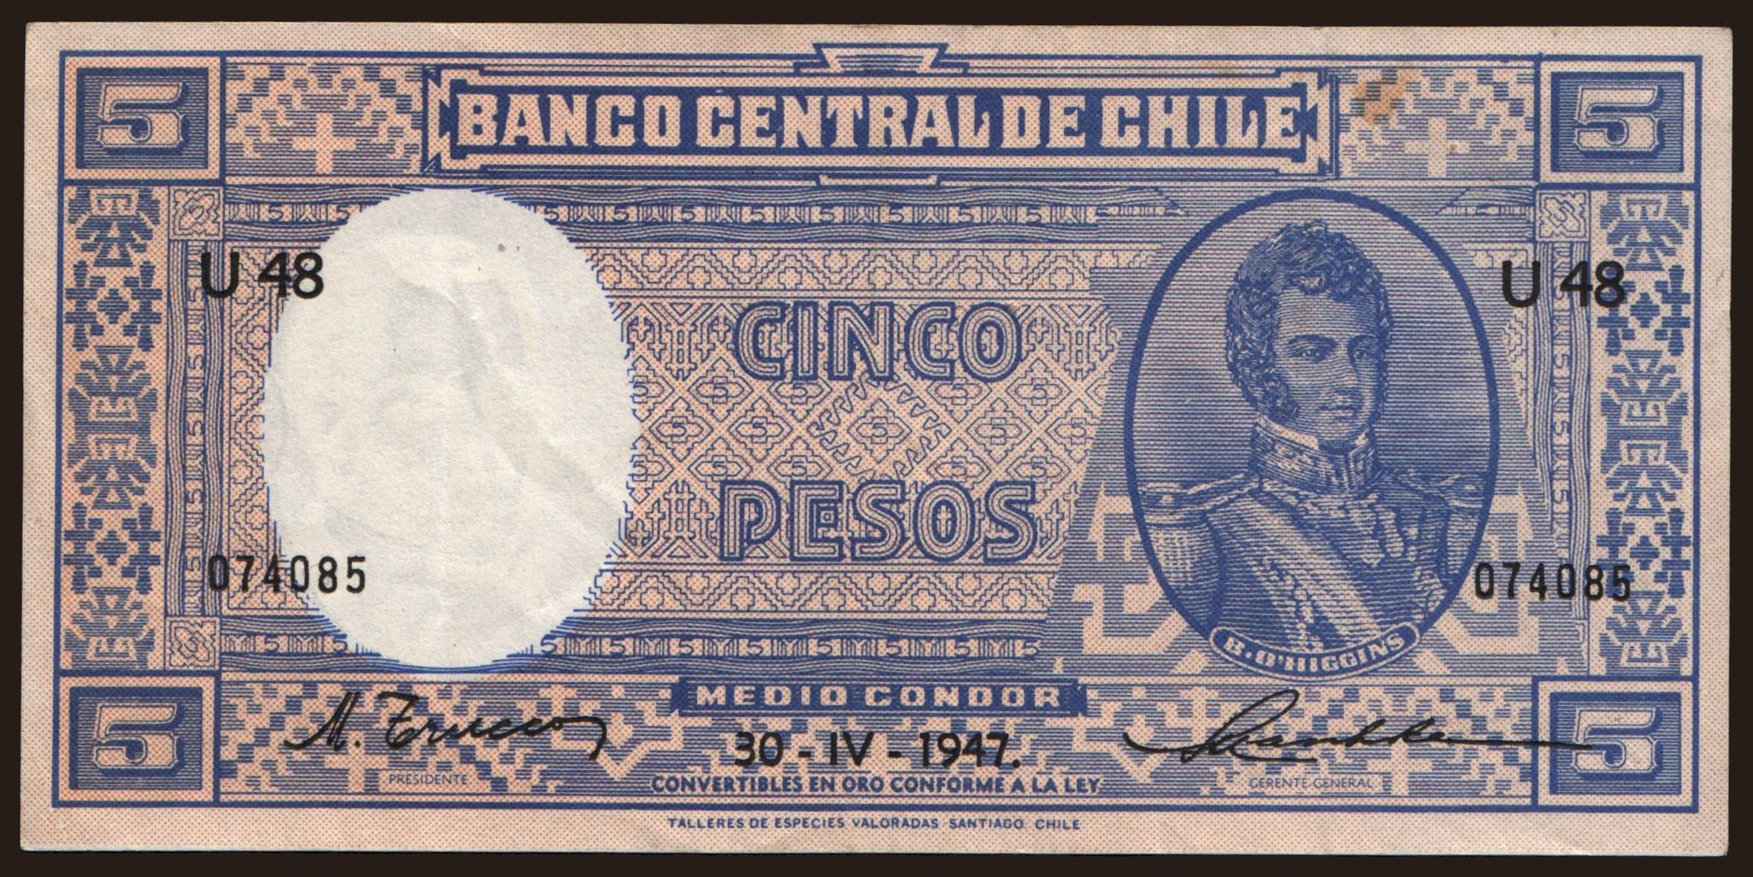 5 BANCO CENTRAL DE CHILE 5
U 48 U 48
CINCO
PESOS
074085 074085
B. O'HIGGINS
MEDIO CONDOR
5 M. Trucco 30 - IV - 1947. 5
PRESIDENTE CONVERTIBLES EN ORO CONFORME A LA LEY GERENTE GENERAL
TALLERES DE ESPECIES VALORADAS SANTIAGO. CHILE